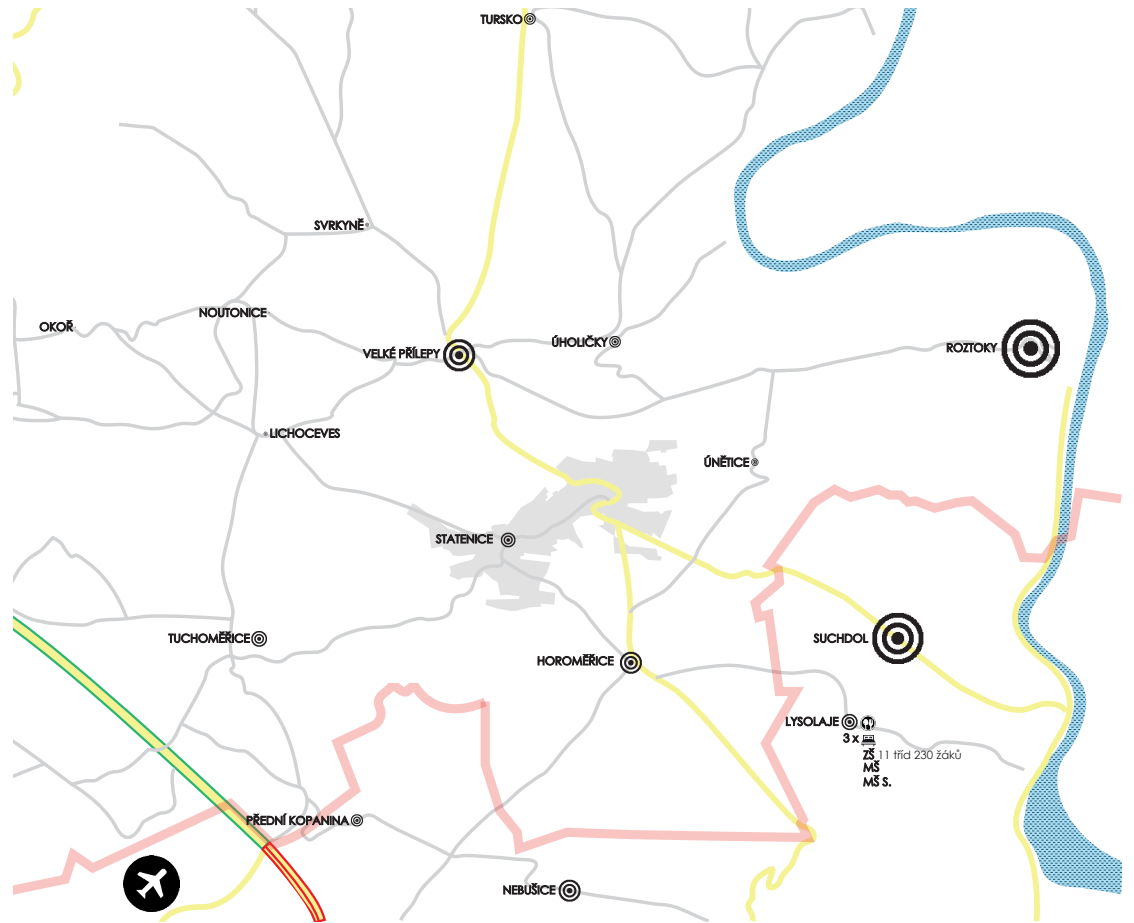 TURSKO
SVRKYNĚ
NOUTONICE
OKOŘ
VELKÉ PŘÍLEPY
ÚHOLIČKY
ROZTOKY
LICHOCEVES
ÚNĚTICE
STATENICE
TUCHOMĚŘICE
SUCHDOL
HOROMĚŘICE
LYSOLAJE
3 x
ZŠ 11 tříd 230 žáků
MŠ
MŠ S.
PŘEDNÍ KOPANINA
NEBUŠICE